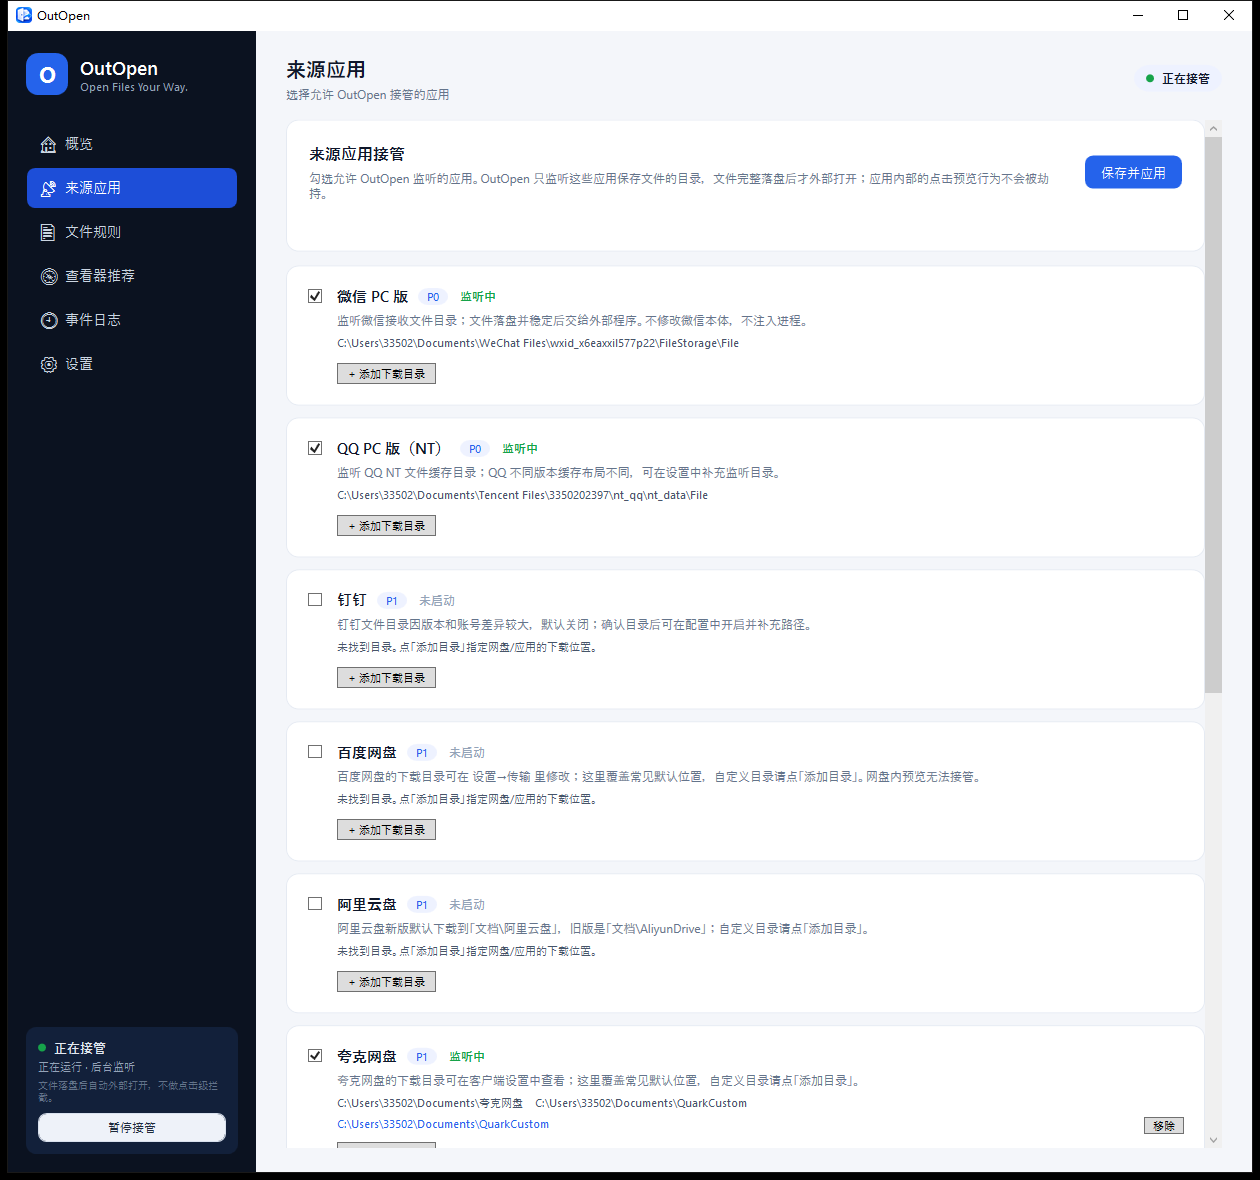 OutOpen
O
OutOpen
Open Files Your Way.
概览
来源应用
文件规则
查看器推荐
事件日志
设置
正在接管
正在运行 · 后台监听
文件落盘后自动外部打开，不做点击级拦截。
暂停接管
来源应用
选择允许 OutOpen 接管的应用
正在接管
来源应用接管
勾选允许 OutOpen 监听的应用。OutOpen 只监听这些应用保存文件的目录，文件完整落盘后才外部打开；应用内部的点击预览行为不会被劫
持。
保存并应用
微信 PC 版 P0 监听中
监听微信接收文件目录；文件落盘并稳定后交给外部程序。不修改微信本体，不注入进程。
C:\Users\33502\Documents\WeChat Files\wxid_x6eaxxil577p22\FileStorage\File
+ 添加下载目录
QQ PC 版（NT） P0 监听中
监听 QQ NT 文件缓存目录；QQ 不同版本缓存布局不同，可在设置中补充监听目录。
C:\Users\33502\Documents\Tencent Files\3350202397\nt_qq\nt_data\File
+ 添加下载目录
钉钉 P1 未启动
钉钉文件目录因版本和账号差异较大，默认关闭；确认目录后可在配置中开启并补充路径。
未找到目录。点「添加目录」指定网盘/应用的下载位置。
+ 添加下载目录
百度网盘 P1 未启动
百度网盘的下载目录可在 设置→传输 里修改；这里覆盖常见默认位置，自定义目录请点「添加目录」。网盘内预览无法接管。
未找到目录。点「添加目录」指定网盘/应用的下载位置。
+ 添加下载目录
阿里云盘 P1 未启动
阿里云盘新版默认下载到「文档\阿里云盘」，旧版是「文档\AliyunDrive」；自定义目录请点「添加目录」。
未找到目录。点「添加目录」指定网盘/应用的下载位置。
+ 添加下载目录
夸克网盘 P1 监听中
夸克网盘的下载目录可在客户端设置中查看；这里覆盖常见默认位置，自定义目录请点「添加目录」。
C:\Users\33502\Documents\夸克网盘 C:\Users\33502\Documents\QuarkCustom
C:\Users\33502\Documents\QuarkCustom
移除